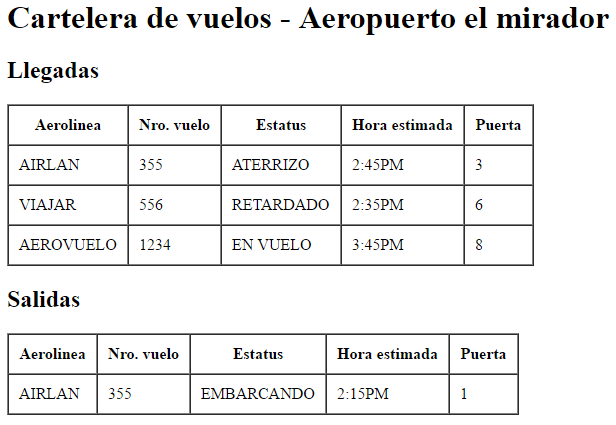 Cartelera de vuelos - Aeropuerto el mirador
Llegadas
Aerolinea Nro. vuelo Estatus Hora estimada Puerta
AIRLAN 355 ATERRIZO 2:45PM 3
VIAJAR 556 RETARDADO 2:35PM 6
AEROVUELO 1234 EN VUELO 3:45PM 8
Salidas
Aerolinea Nro. vuelo Estatus Hora estimada Puerta
AIRLAN 355 EMBARCANDO 2:15PM 1